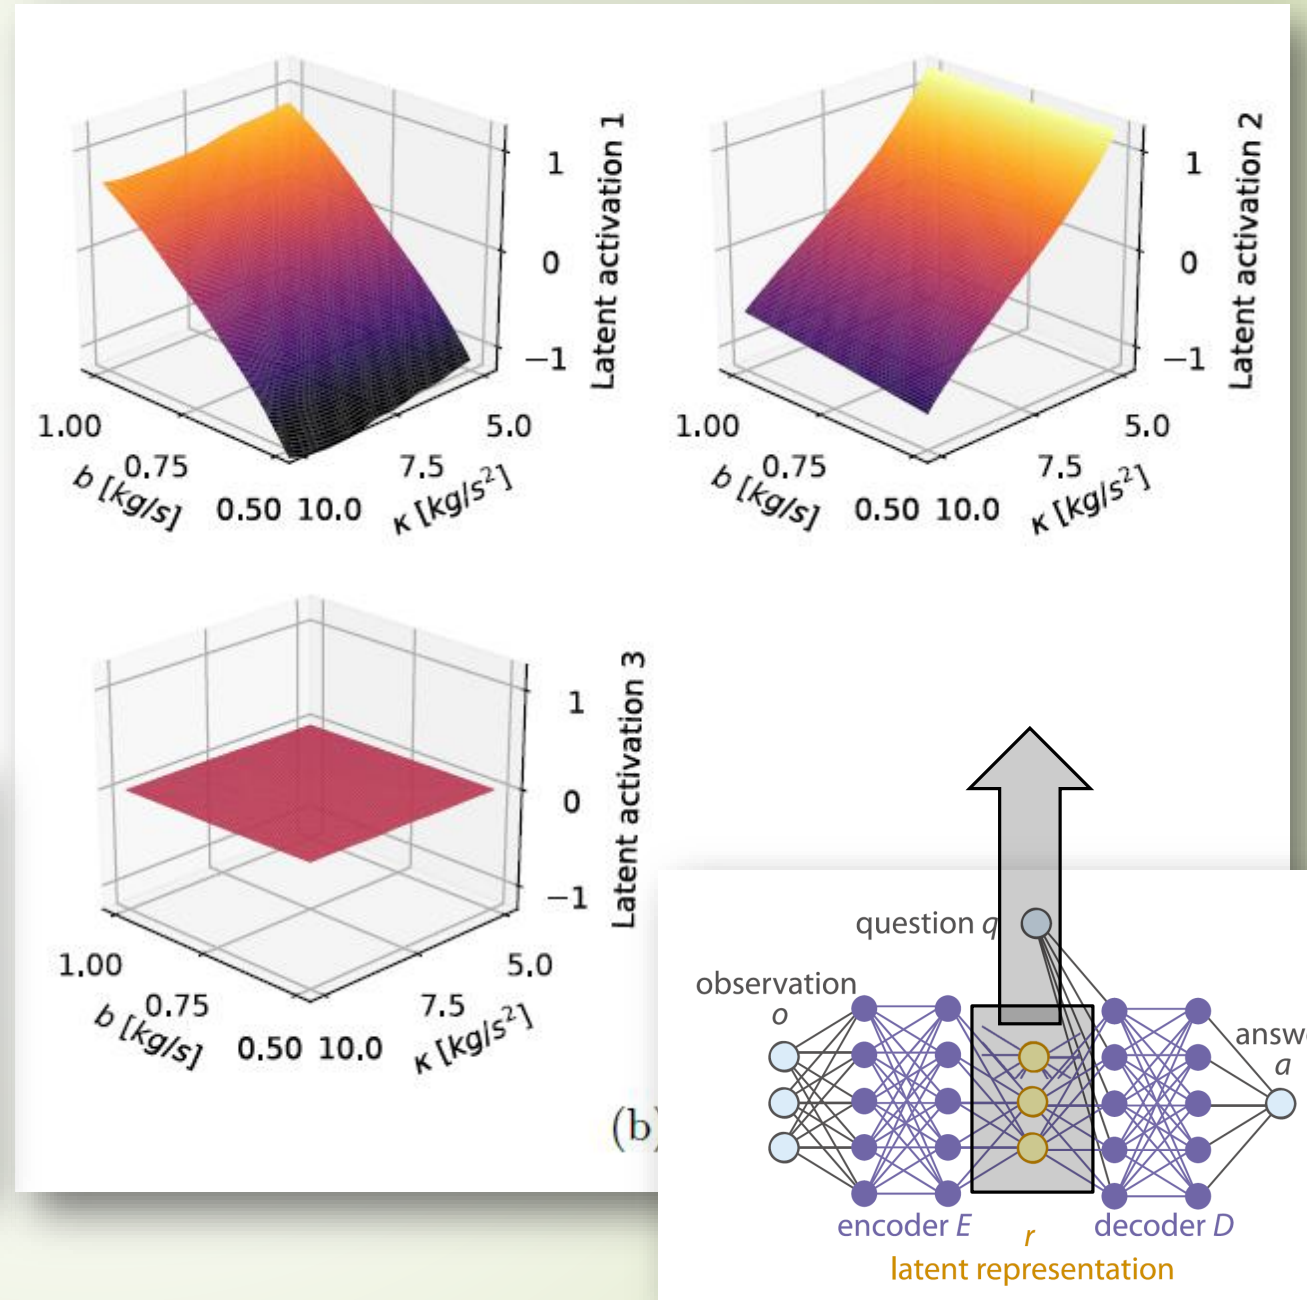 1
0
−1
Latent activation 1
1.00
0.75
0.50
b [kg/s]
10.0
7.5
5.0
κ [kg/s²]
1
0
−1
Latent activation 2
1.00
0.75
0.50
b [kg/s]
10.0
7.5
5.0
κ [kg/s²]
1
0
−1
Latent activation 3
1.00
0.75
0.50
b [kg/s]
10.0
7.5
5.0
κ [kg/s²]
(b)
question q
observation
o
answe
a
encoder E
r
decoder D
latent representation